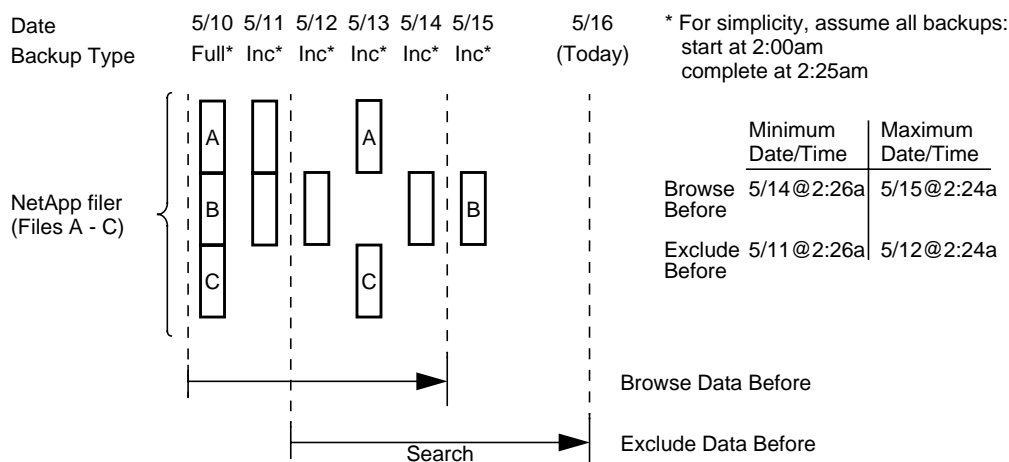 Date 5/10 5/11 5/12 5/13 5/14 5/15 5/16
Backup Type Full* Inc* Inc* Inc* Inc* Inc* (Today)
* For simplicity, assume all backups:
start at 2:00am
complete at 2:25am
NetApp filer
(Files A - C)
A A
B B
C C
Minimum Date/Time
Maximum Date/Time
Browse Before 5/14@2:26a 5/15@2:24a
Exclude Before 5/11@2:26a 5/12@2:24a
Browse Data Before
Search
Exclude Data Before